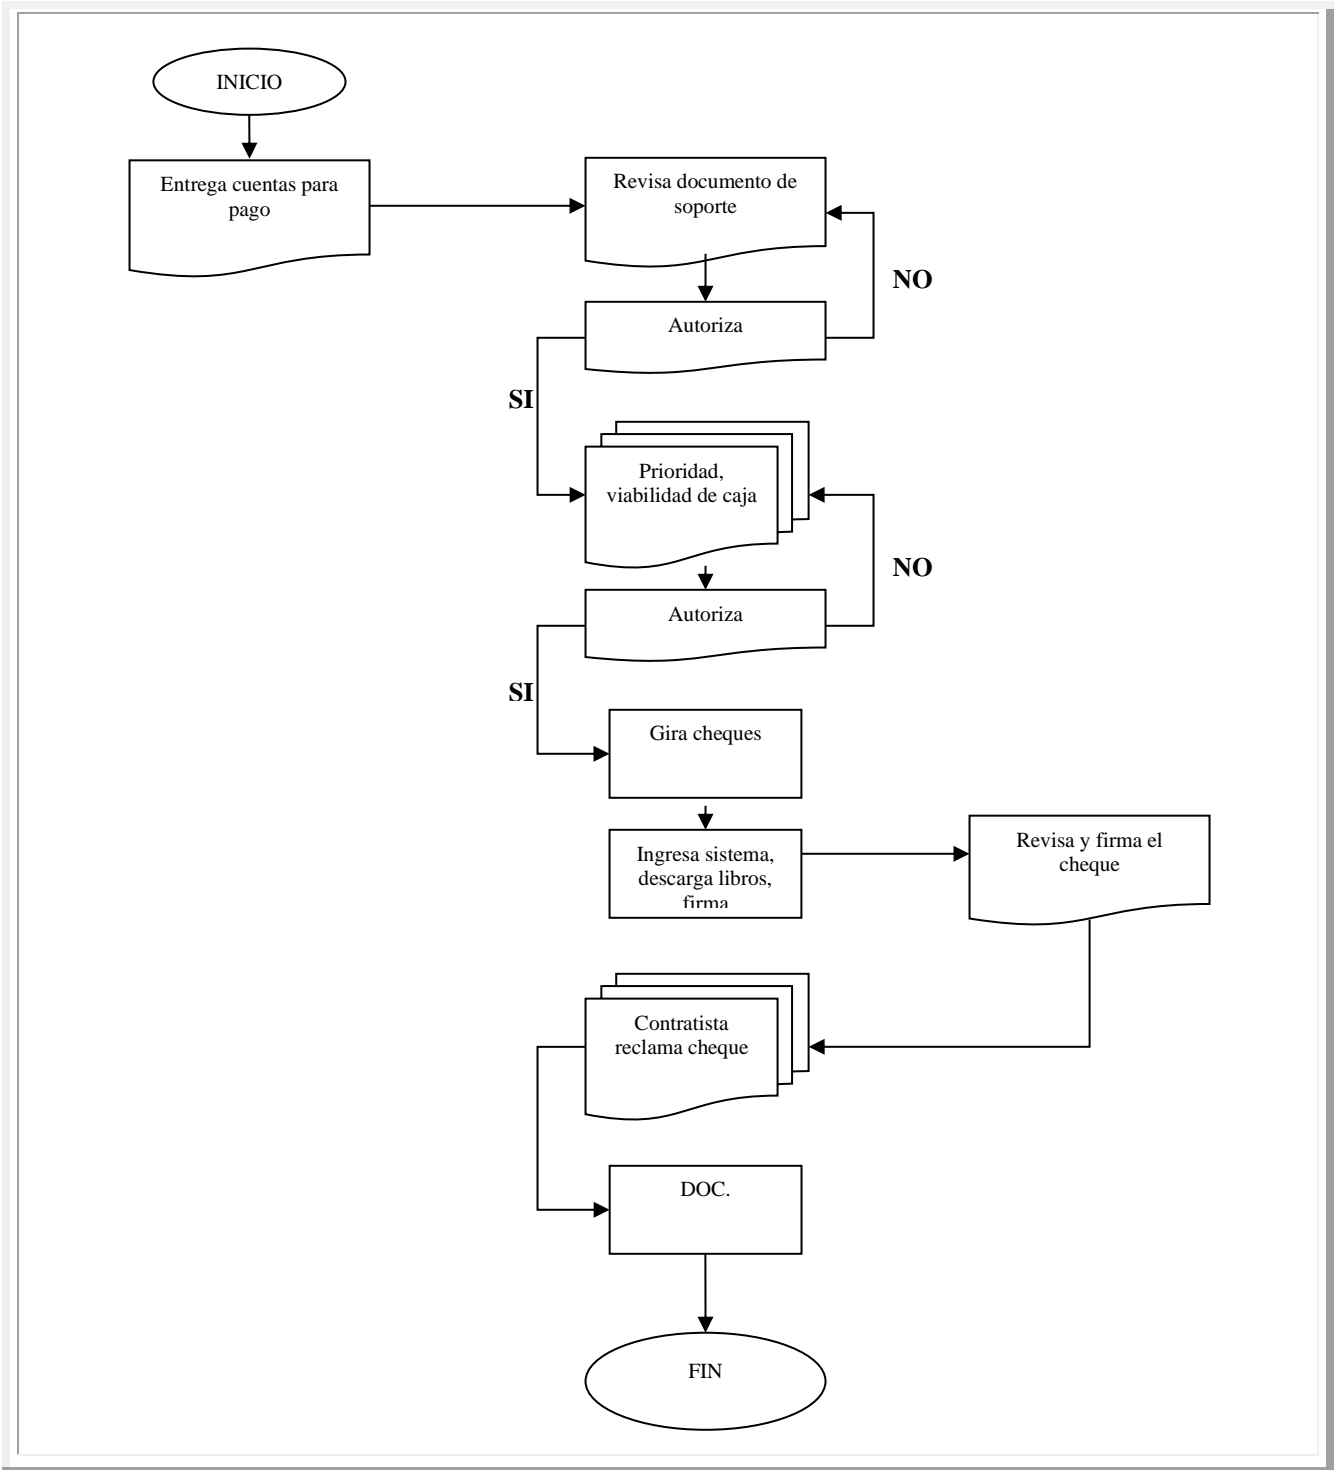 INICIO
Entrega cuentas para
pago
Revisa documento de
soporte
NO
Autoriza
SI
Prioridad,
viabilidad de caja
NO
Autoriza
SI
Gira cheques
Ingresa sistema,
descarga libros,
firma
Revisa y firma el
cheque
Contratista
reclama cheque
DOC.
FIN